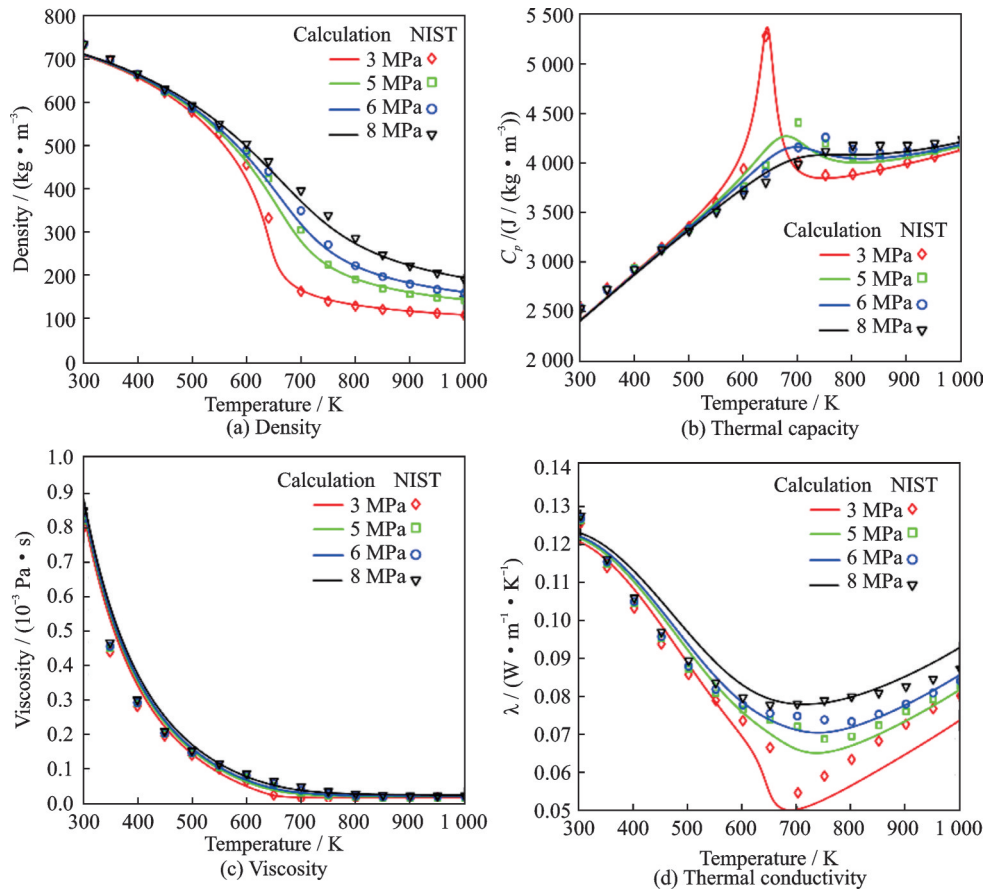 Calculation NIST
3 MPa
5 MPa
6 MPa
8 MPa
Density / (kg • m⁻³)
800
700
600
500
400
300
200
100
0
300 400 500 600 700 800 900 1 000
Temperature / K
(a) Density
5 500
5 000
4 500
4 000
3 500
3 000
2 500
2 000
Cₚ /(J / (kg • m⁻³))
Calculation NIST
3 MPa
5 MPa
6 MPa
8 MPa
300 400 500 600 700 800 900 1 000
Temperature / K
(b) Thermal capacity
1.0
0.9
0.8
0.7
0.6
0.5
0.4
0.3
0.2
0.1
0.0
Viscosity / (10⁻³ Pa • s)
Calculation NIST
3 MPa
5 MPa
6 MPa
8 MPa
300 400 500 600 700 800 900 1 000
Temperature / K
(c) Viscosity
0.14
0.13
0.12
0.11
0.10
0.09
0.08
0.07
0.06
0.05
λ / (W • m⁻¹ • K⁻¹)
Calculation NIST
3 MPa
5 MPa
6 MPa
8 MPa
300 400 500 600 700 800 900 1 000
Temperature / K
(d) Thermal conductivity